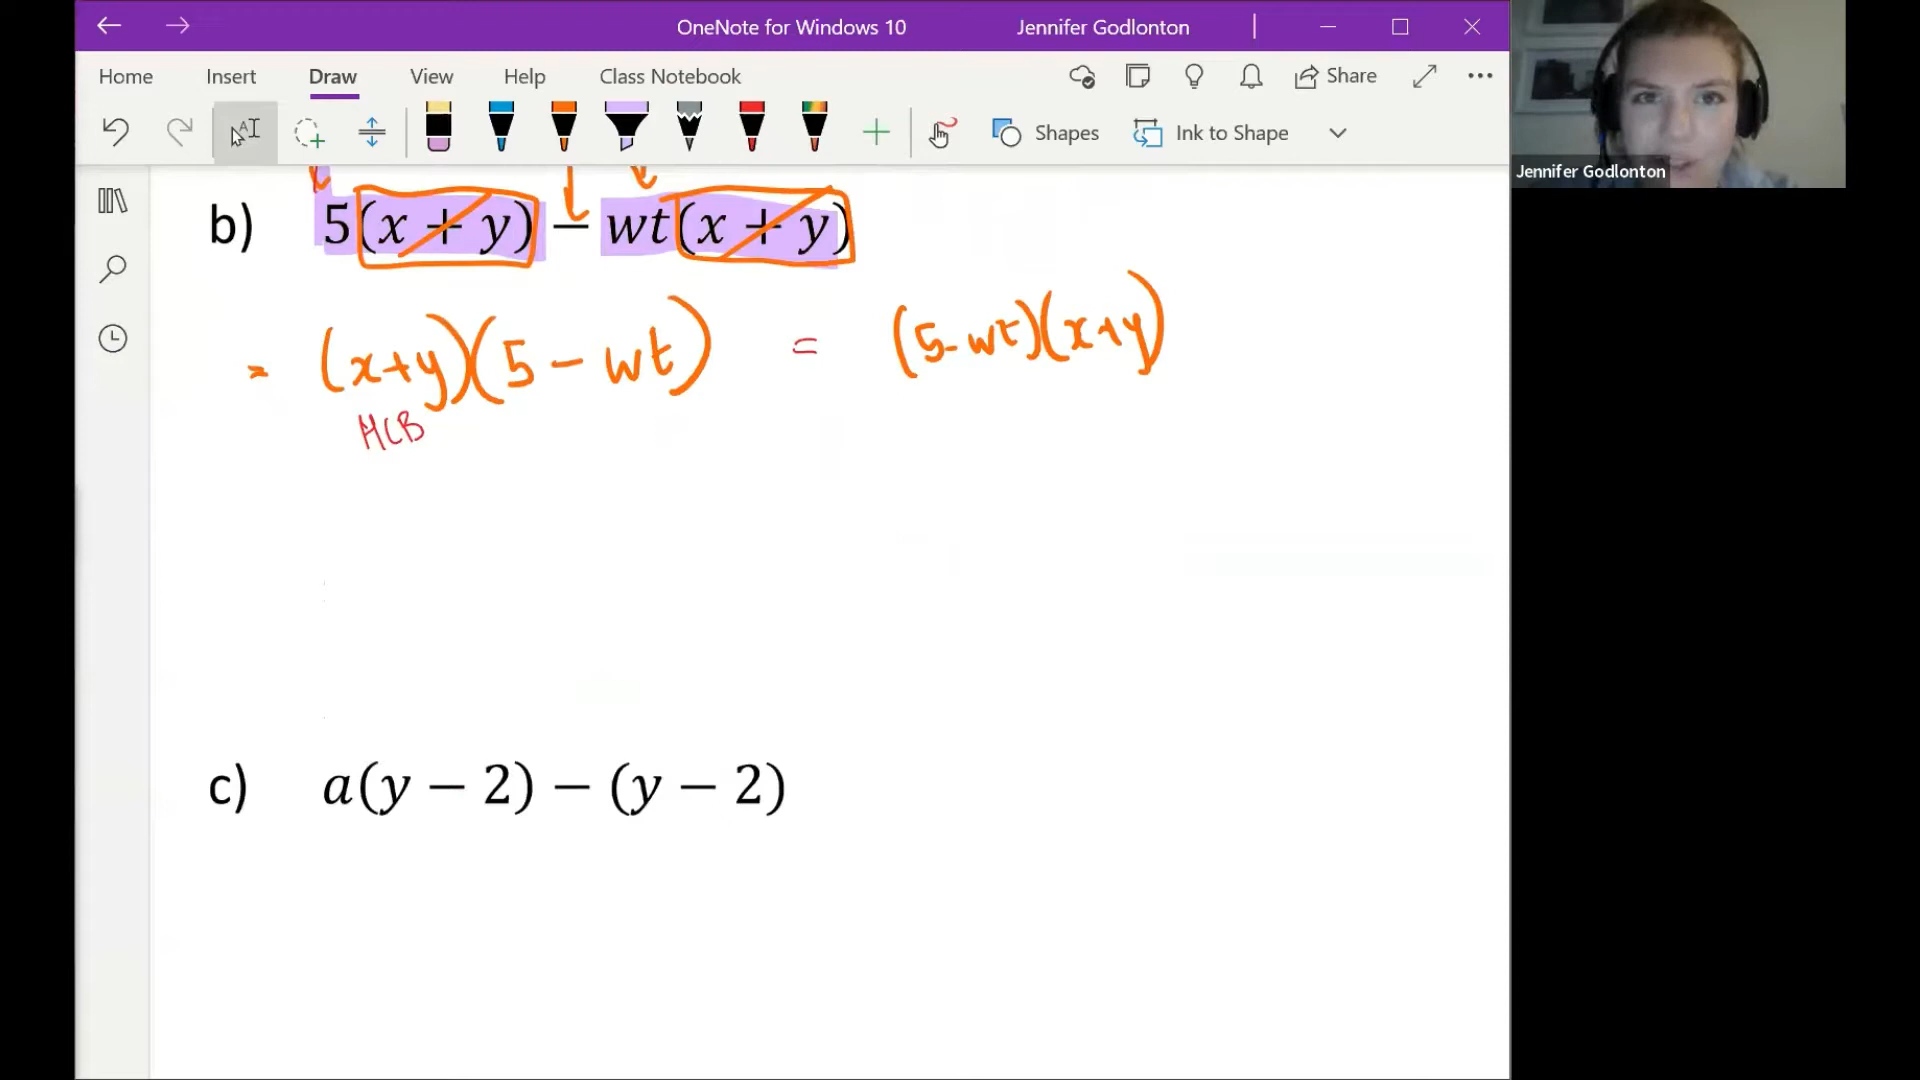 OneNote for Windows 10 Jennifer Godlonton
Home Insert Draw View Help Class Notebook Share
Shapes Ink to Shape
Jennifer Godlonton
b) 5(x + y) − wt(x + y)
= (x+y)(5 − wt) = (5-wt)(x+y)
HCB
c) a(y − 2) − (y − 2)